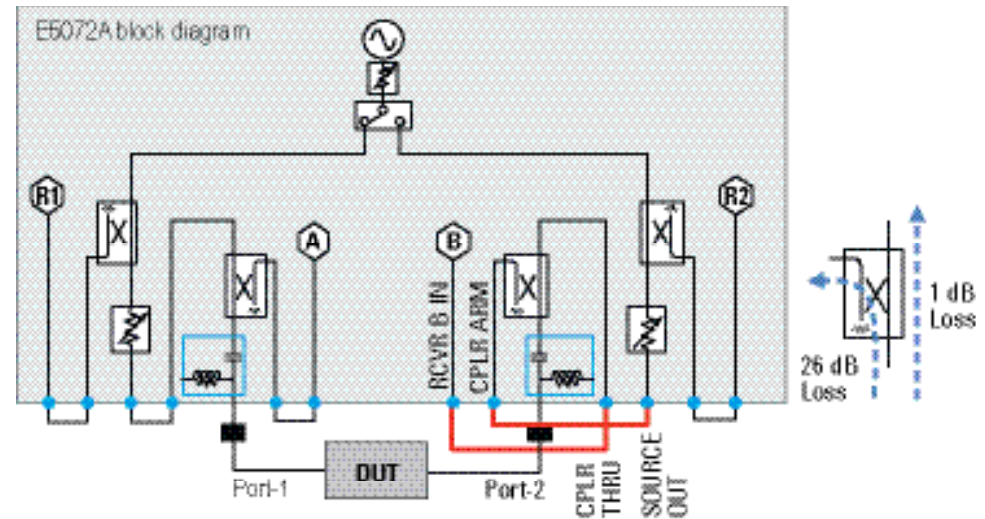 E5072A block diagram
R1
R2
A
B
RCVR B IN
CPLR ARM
1 dB
Loss
26 dB
Loss
DUT
Port-1
Port-2
CPLR
THRU
SOURCE
OUT